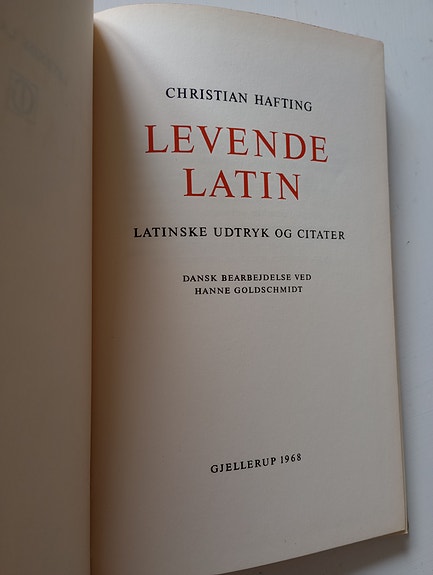 CHRISTIAN HAFTING
LEVENDE
LATIN
LATINSKE UDTRYK OG CITATER
DANSK BEARBEJDELSE VED
HANNE GOLDSCHMIDT
GJELLERUP 1968